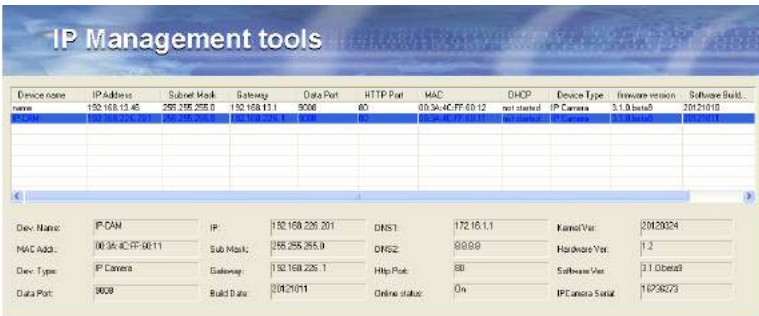 IP Management tools
Device name IP Address Subnet Mask Gateway Data Port HTTP Port MAC DHCP Device Type firmware version Software Build...
name 192.168.13.46 255.255.255.0 192.168.13.1 9008 80 00:3A:4C:FF:60:12 not started IP Camera 3.1.0.beta9 20121010
IP-CAM 192.168.226.201 255.255.255.0 192.168.226.1 9008 80 00:3A:4C:FF:60:11 not started IP Camera 3.1.0.beta9 20121011
Dev. Name: IP-CAM IP: 192.168.226.201 DNS1: 172.16.1.1 Kernel Ver: 20120324
MAC Addr.: 00:3A:4C:FF:60:11 Sub Mask: 255.255.255.0 DNS2: 8.8.8.8 Hardware Ver: 1.2
Dev. Type: IP Camera Gateway: 192.168.226.1 Http Port: 80 Software Ver: 3.1.0.beta9
Data Port: 9008 Build Date: 20121011 Online status: On IPCamera Serial: 16736273